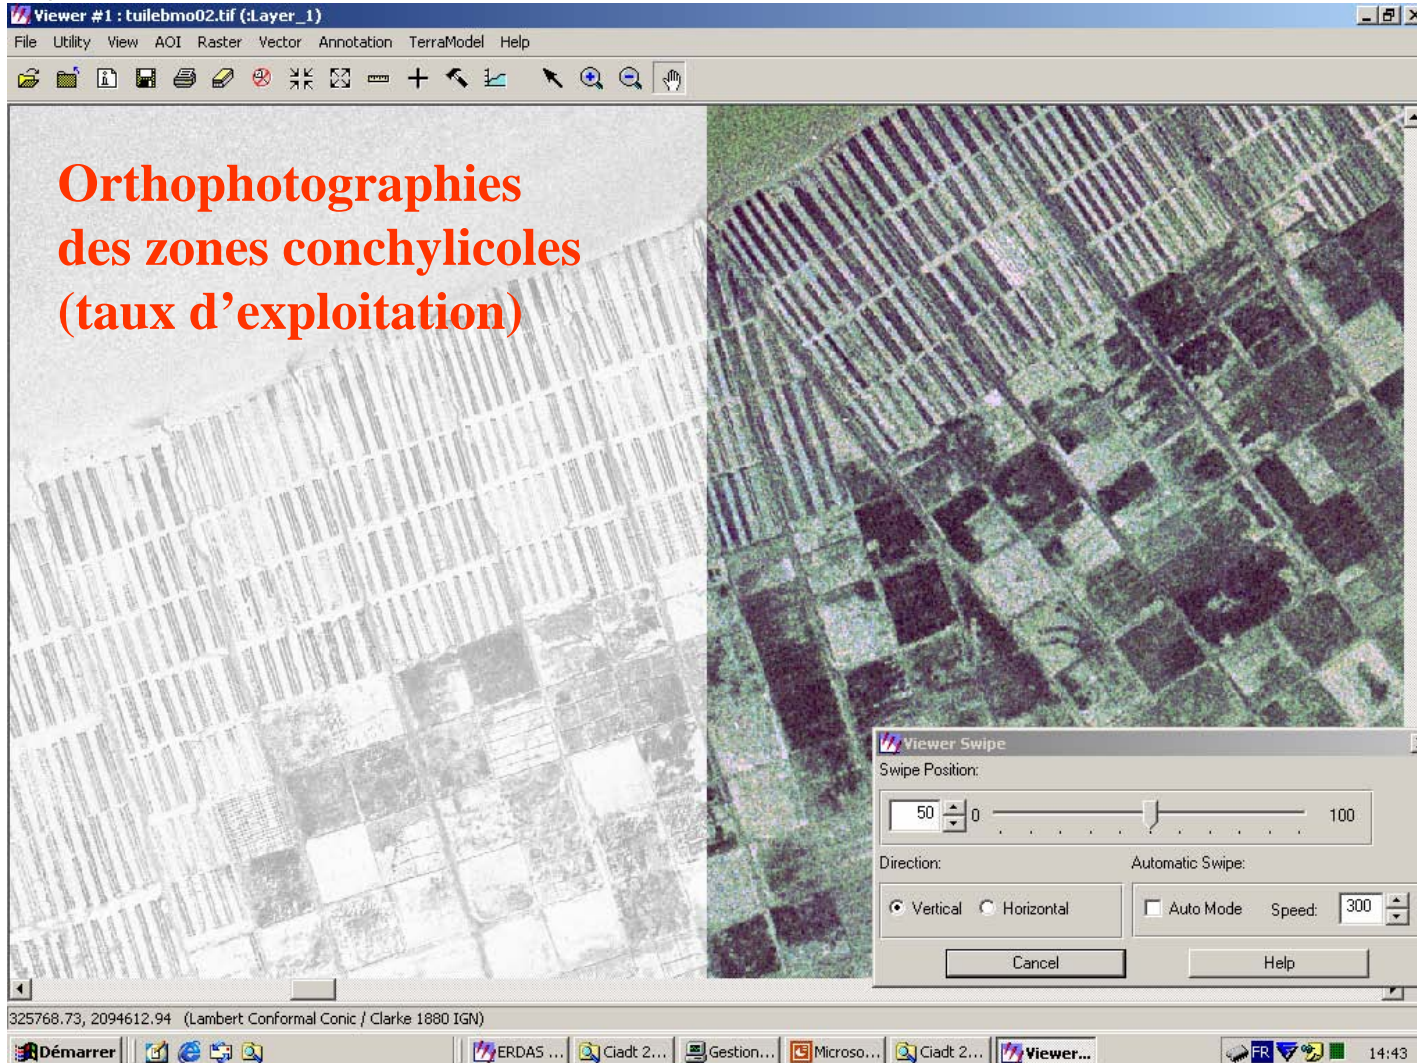 Viewer #1 : tuilebmo02.tif (:Layer_1)
File Utility View AOI Raster Vector Annotation TerraModel Help
Orthophotographies
des zones conchylicoles
(taux d’exploitation)
Viewer Swipe
Swipe Position:
50 0 100
Direction: Automatic Swipe:
Vertical Horizontal Auto Mode Speed: 300
Cancel Help
325768.73, 2094612.94 (Lambert Conformal Conic / Clarke 1880 IGN)
Démarrer ERDAS ... Ciadt 2... Gestion... Microso... Ciadt 2... Viewer... FR 14:43